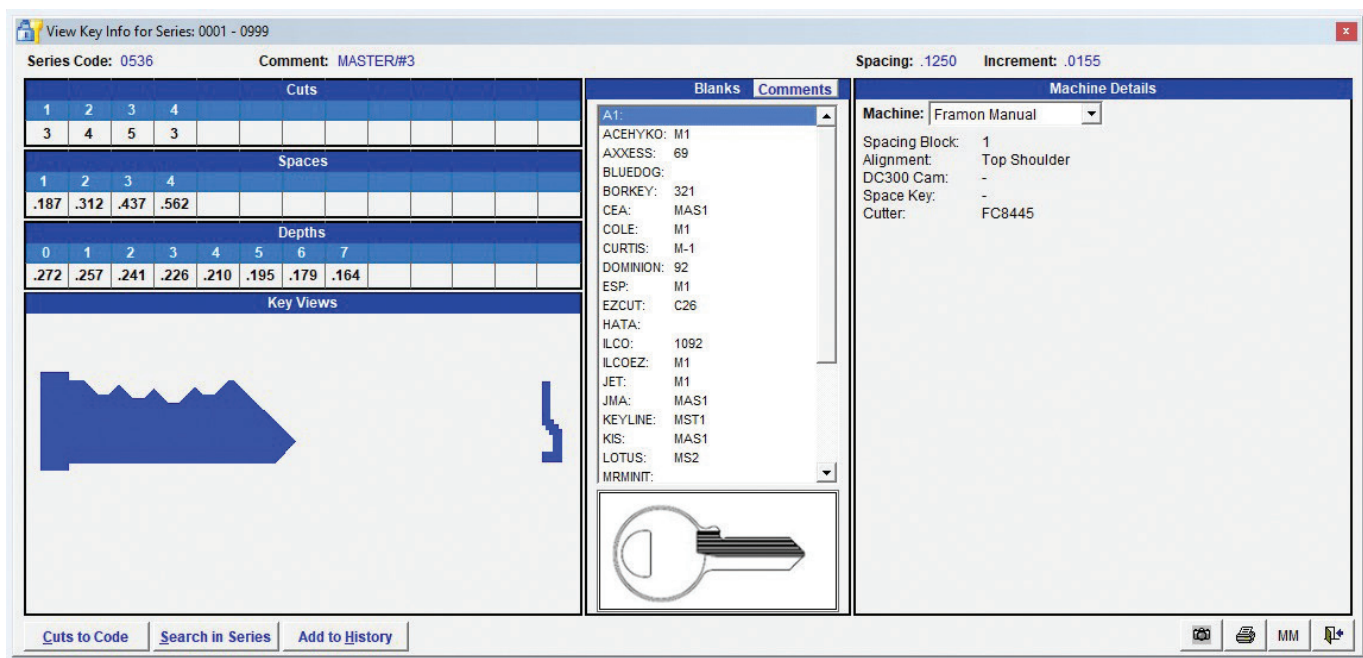 View Key Info for Series: 0001 - 0999
x
Series Code: 0536 Comment: MASTER/#3 Spacing: .1250 Increment: .0155
Cuts
1 2 3 4
3 4 5 3
Spaces
1 2 3 4
.187 .312 .437 .562
Depths
0 1 2 3 4 5 6 7
.272 .257 .241 .226 .210 .195 .179 .164
Key Views
Blanks Comments
A1:
ACEHYKO: M1
AXXESS: 69
BLUEDOG:
BORKEY: 321
CEA: MAS1
COLE: M1
CURTIS: M-1
DOMINION: 92
ESP: M1
EZCUT: C26
HATA:
ILCO: 1092
ILCOEZ: M1
JET: M1
JMA: MAS1
KEYLINE: MST1
KIS: MAS1
LOTUS: MS2
MRMINIT:
Machine Details
Machine: Framon Manual
Spacing Block: 1
Alignment: Top Shoulder
DC300 Cam: -
Space Key: -
Cutter: FC8445
Cuts to Code Search in Series Add to History MM